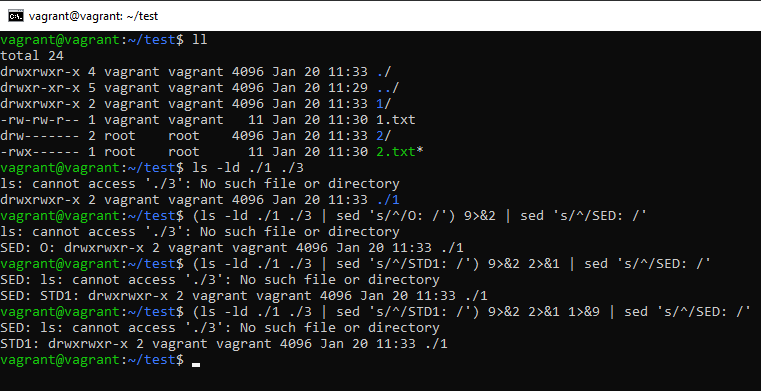 vagrant@vagrant: ~/test
vagrant@vagrant:~/test$ ll
total 24
drwxrwxr-x 4 vagrant vagrant 4096 Jan 20 11:33 ./
drwxr-xr-x 5 vagrant vagrant 4096 Jan 20 11:29 ../
drwxrwxr-x 2 vagrant vagrant 4096 Jan 20 11:33 1/
-rw-rw-r-- 1 vagrant vagrant   11 Jan 20 11:30 1.txt
drw------- 2 root    root    4096 Jan 20 11:33 2/
-rwx------ 1 root    root      11 Jan 20 11:30 2.txt*
vagrant@vagrant:~/test$ ls -ld ./1 ./3
ls: cannot access './3': No such file or directory
drwxrwxr-x 2 vagrant vagrant 4096 Jan 20 11:33 ./1
vagrant@vagrant:~/test$ (ls -ld ./1 ./3 | sed 's/^/O: /') 9>&2 | sed 's/^/SED: /'
ls: cannot access './3': No such file or directory
SED: O: drwxrwxr-x 2 vagrant vagrant 4096 Jan 20 11:33 ./1
vagrant@vagrant:~/test$ (ls -ld ./1 ./3 | sed 's/^/STD1: /') 9>&2 2>&1 | sed 's/^/SED: /'
SED: ls: cannot access './3': No such file or directory
SED: STD1: drwxrwxr-x 2 vagrant vagrant 4096 Jan 20 11:33 ./1
vagrant@vagrant:~/test$ (ls -ld ./1 ./3 | sed 's/^/STD1: /') 9>&2 2>&1 1>&9 | sed 's/^/SED: /'
SED: ls: cannot access './3': No such file or directory
STD1: drwxrwxr-x 2 vagrant vagrant 4096 Jan 20 11:33 ./1
vagrant@vagrant:~/test$